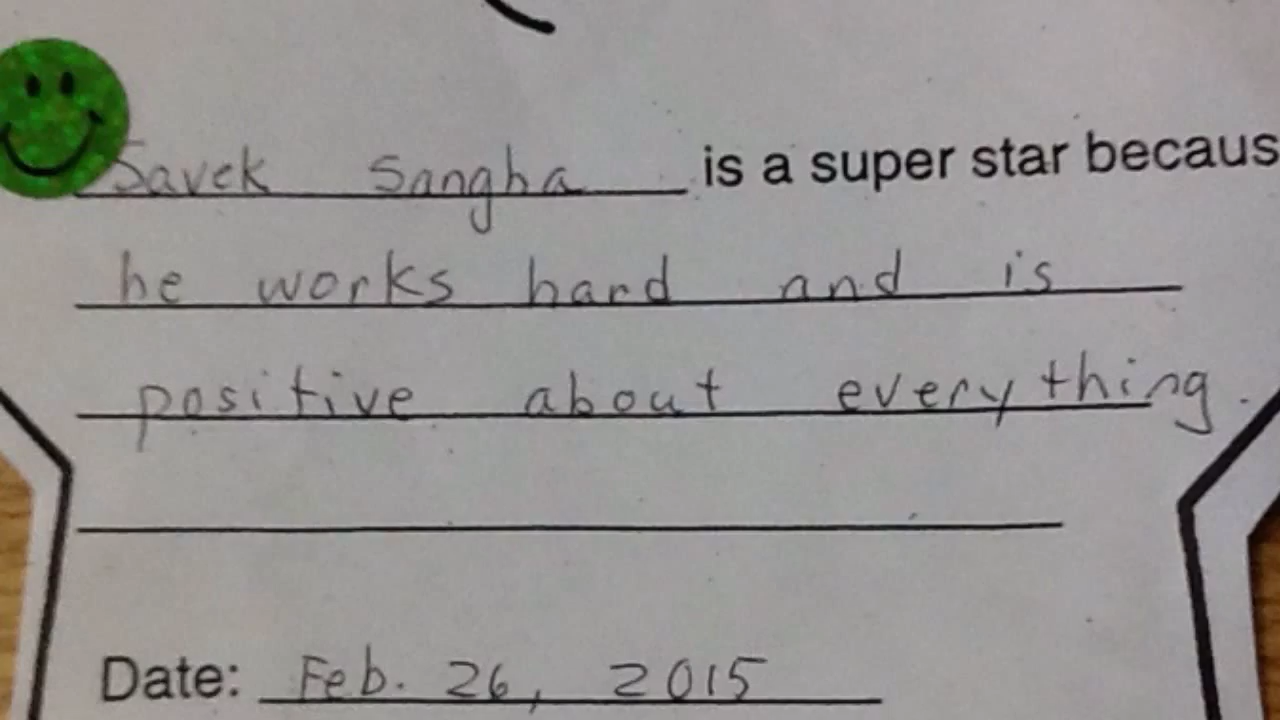 Savek Sangha is a super star becaus
he works hard and is
positive about everything.
Date: Feb. 26, 2015